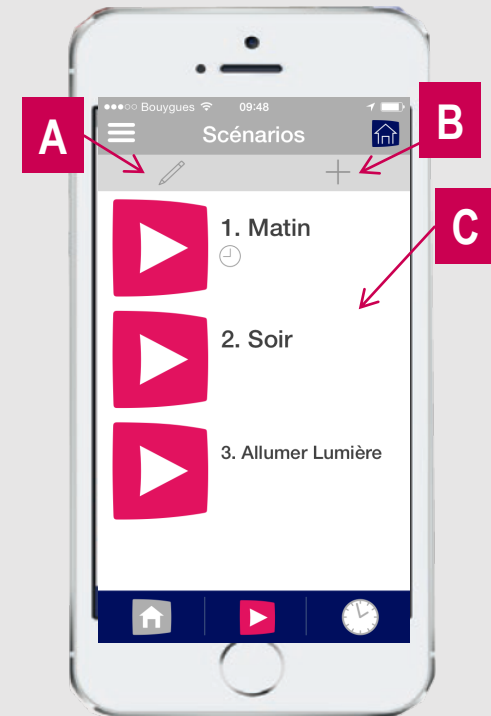 Bouygues 09:48
A
Scénarios
B
C
1. Matin
2. Soir
3. Allumer Lumière